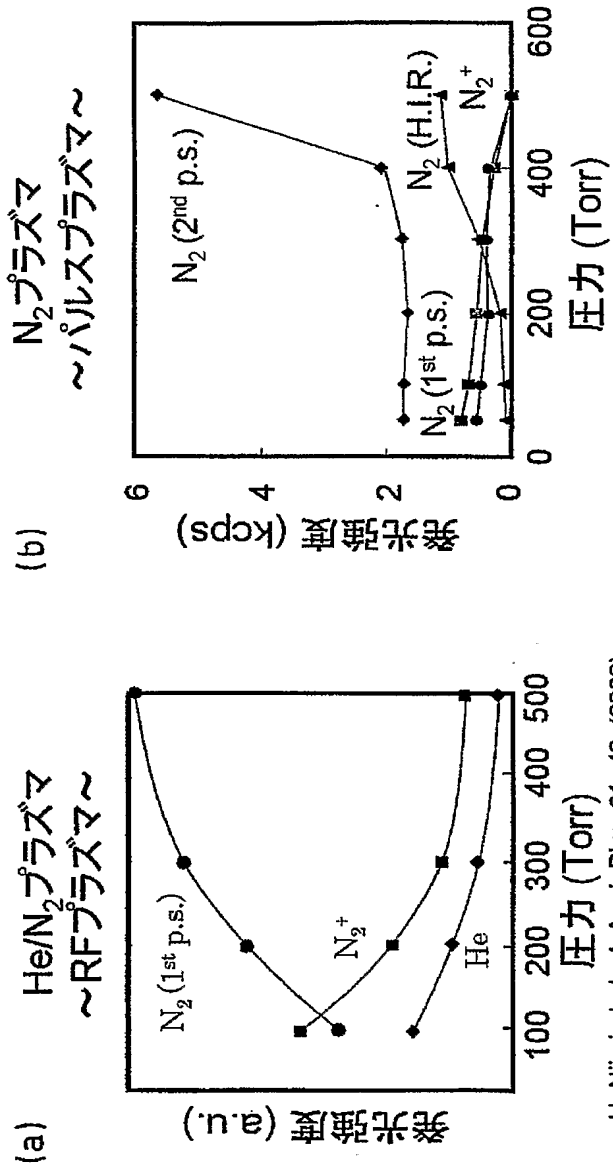 (a)
He/N₂プラズマ
～RFプラズマ～
発光強度 (a.u.)
N₂ (1ˢᵗ p.s.)
N₂⁺
He
100 200 300 400 500
圧力 (Torr)
(b)
N₂プラズマ
～パルスプラズマ～
発光強度 (kcps)
6
4
2
0
N₂ (2ⁿᵈ p.s.)
N₂ (1ˢᵗ p.s.)
N₂ (H.I.R.)
N₂⁺
0 200 400 600
圧力 (Torr)